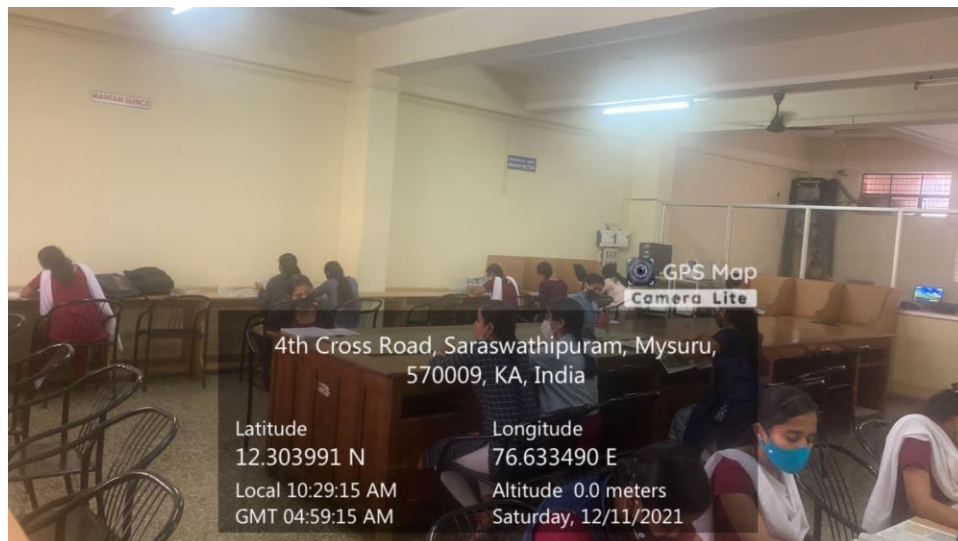 MAINTAIN SILENCE
1
GPS Map
Camera Lite
4th Cross Road, Saraswathipuram, Mysuru,
570009, KA, India
Latitude
12.303991 N
Longitude
76.633490 E
Local 10:29:15 AM
GMT 04:59:15 AM
Altitude 0.0 meters
Saturday, 12/11/2021